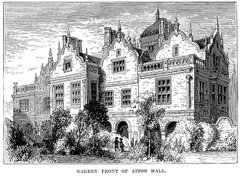 GARDEN FRONT OF ASTON HALL.